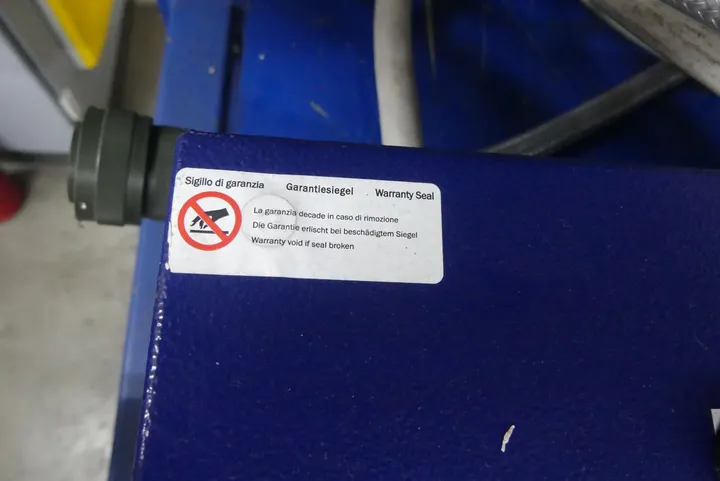 Sigillo di garanzia Garantiesiegel Warranty Seal
La garanzia decade in caso di rimozione
Die Garantie erlischt bei beschädigtem Siegel
Warranty void if seal broken